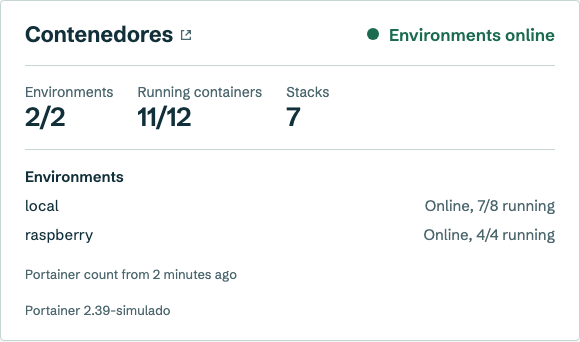 Contenedores
Environments online
Environments Running containers Stacks
2/2 11/12 7
Environments
local Online, 7/8 running
raspberry Online, 4/4 running
Portainer count from 2 minutes ago
Portainer 2.39-simulado